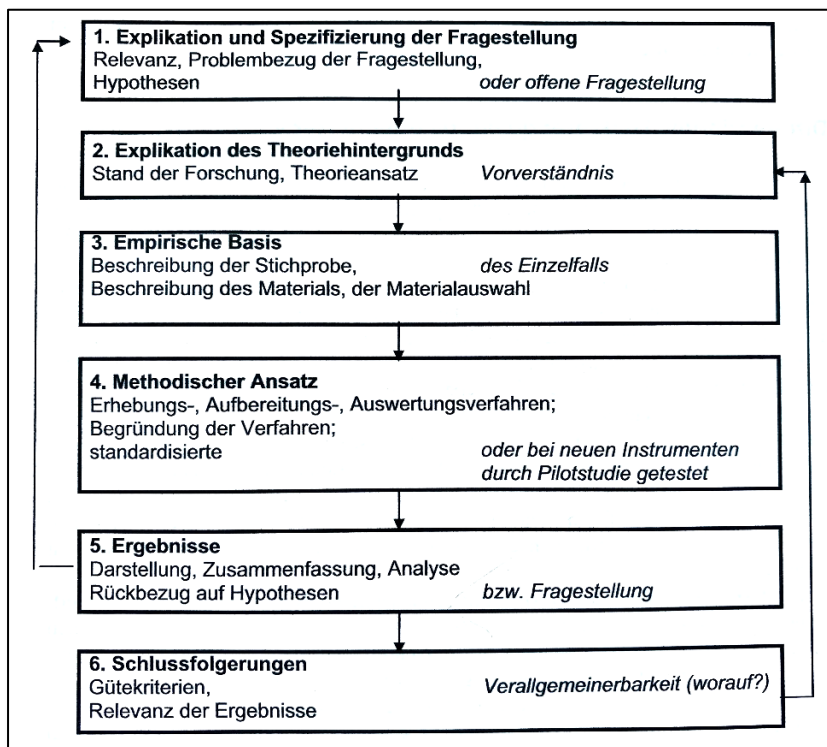 1. Explikation und Spezifizierung der Fragestellung
Relevanz, Problembezug der Fragestellung,
Hypothesen oder offene Fragestellung
2. Explikation des Theoriehintergrunds
Stand der Forschung, Theorieansatz Vorverständnis
3. Empirische Basis
Beschreibung der Stichprobe, des Einzelfalls
Beschreibung des Materials, der Materialauswahl
4. Methodischer Ansatz
Erhebungs-, Aufbereitungs-, Auswertungsverfahren;
Begründung der Verfahren;
standardisierte oder bei neuen Instrumenten
durch Pilotstudie getestet
5. Ergebnisse
Darstellung, Zusammenfassung, Analyse
Rückbezug auf Hypothesen bzw. Fragestellung
6. Schlussfolgerungen
Gütekriterien, Verallgemeinerbarkeit (worauf?)
Relevanz der Ergebnisse